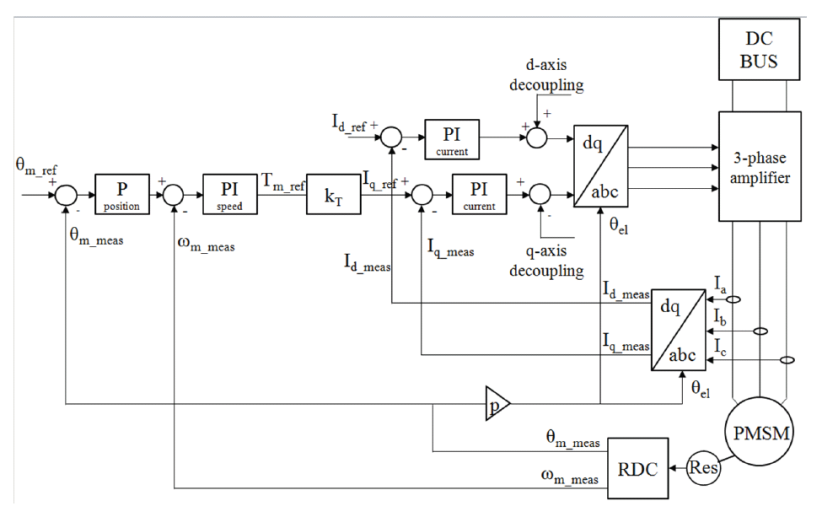 DC
BUS
d-axis
decoupling
I_d_ref
+
-
PI
current
+
+
dq
abc
3-phase
amplifier
θ_m_ref
+
-
P
position
+
-
PI
speed
T_m_ref
k_T
I_q_ref
+
-
PI
current
+
-
θ_el
θ_m_meas
ω_m_meas
I_d_meas
I_q_meas
q-axis
decoupling
I_d_meas
dq
abc
I_a
I_b
I_q_meas
I_c
θ_el
p
PMSM
θ_m_meas
RDC
Res
ω_m_meas